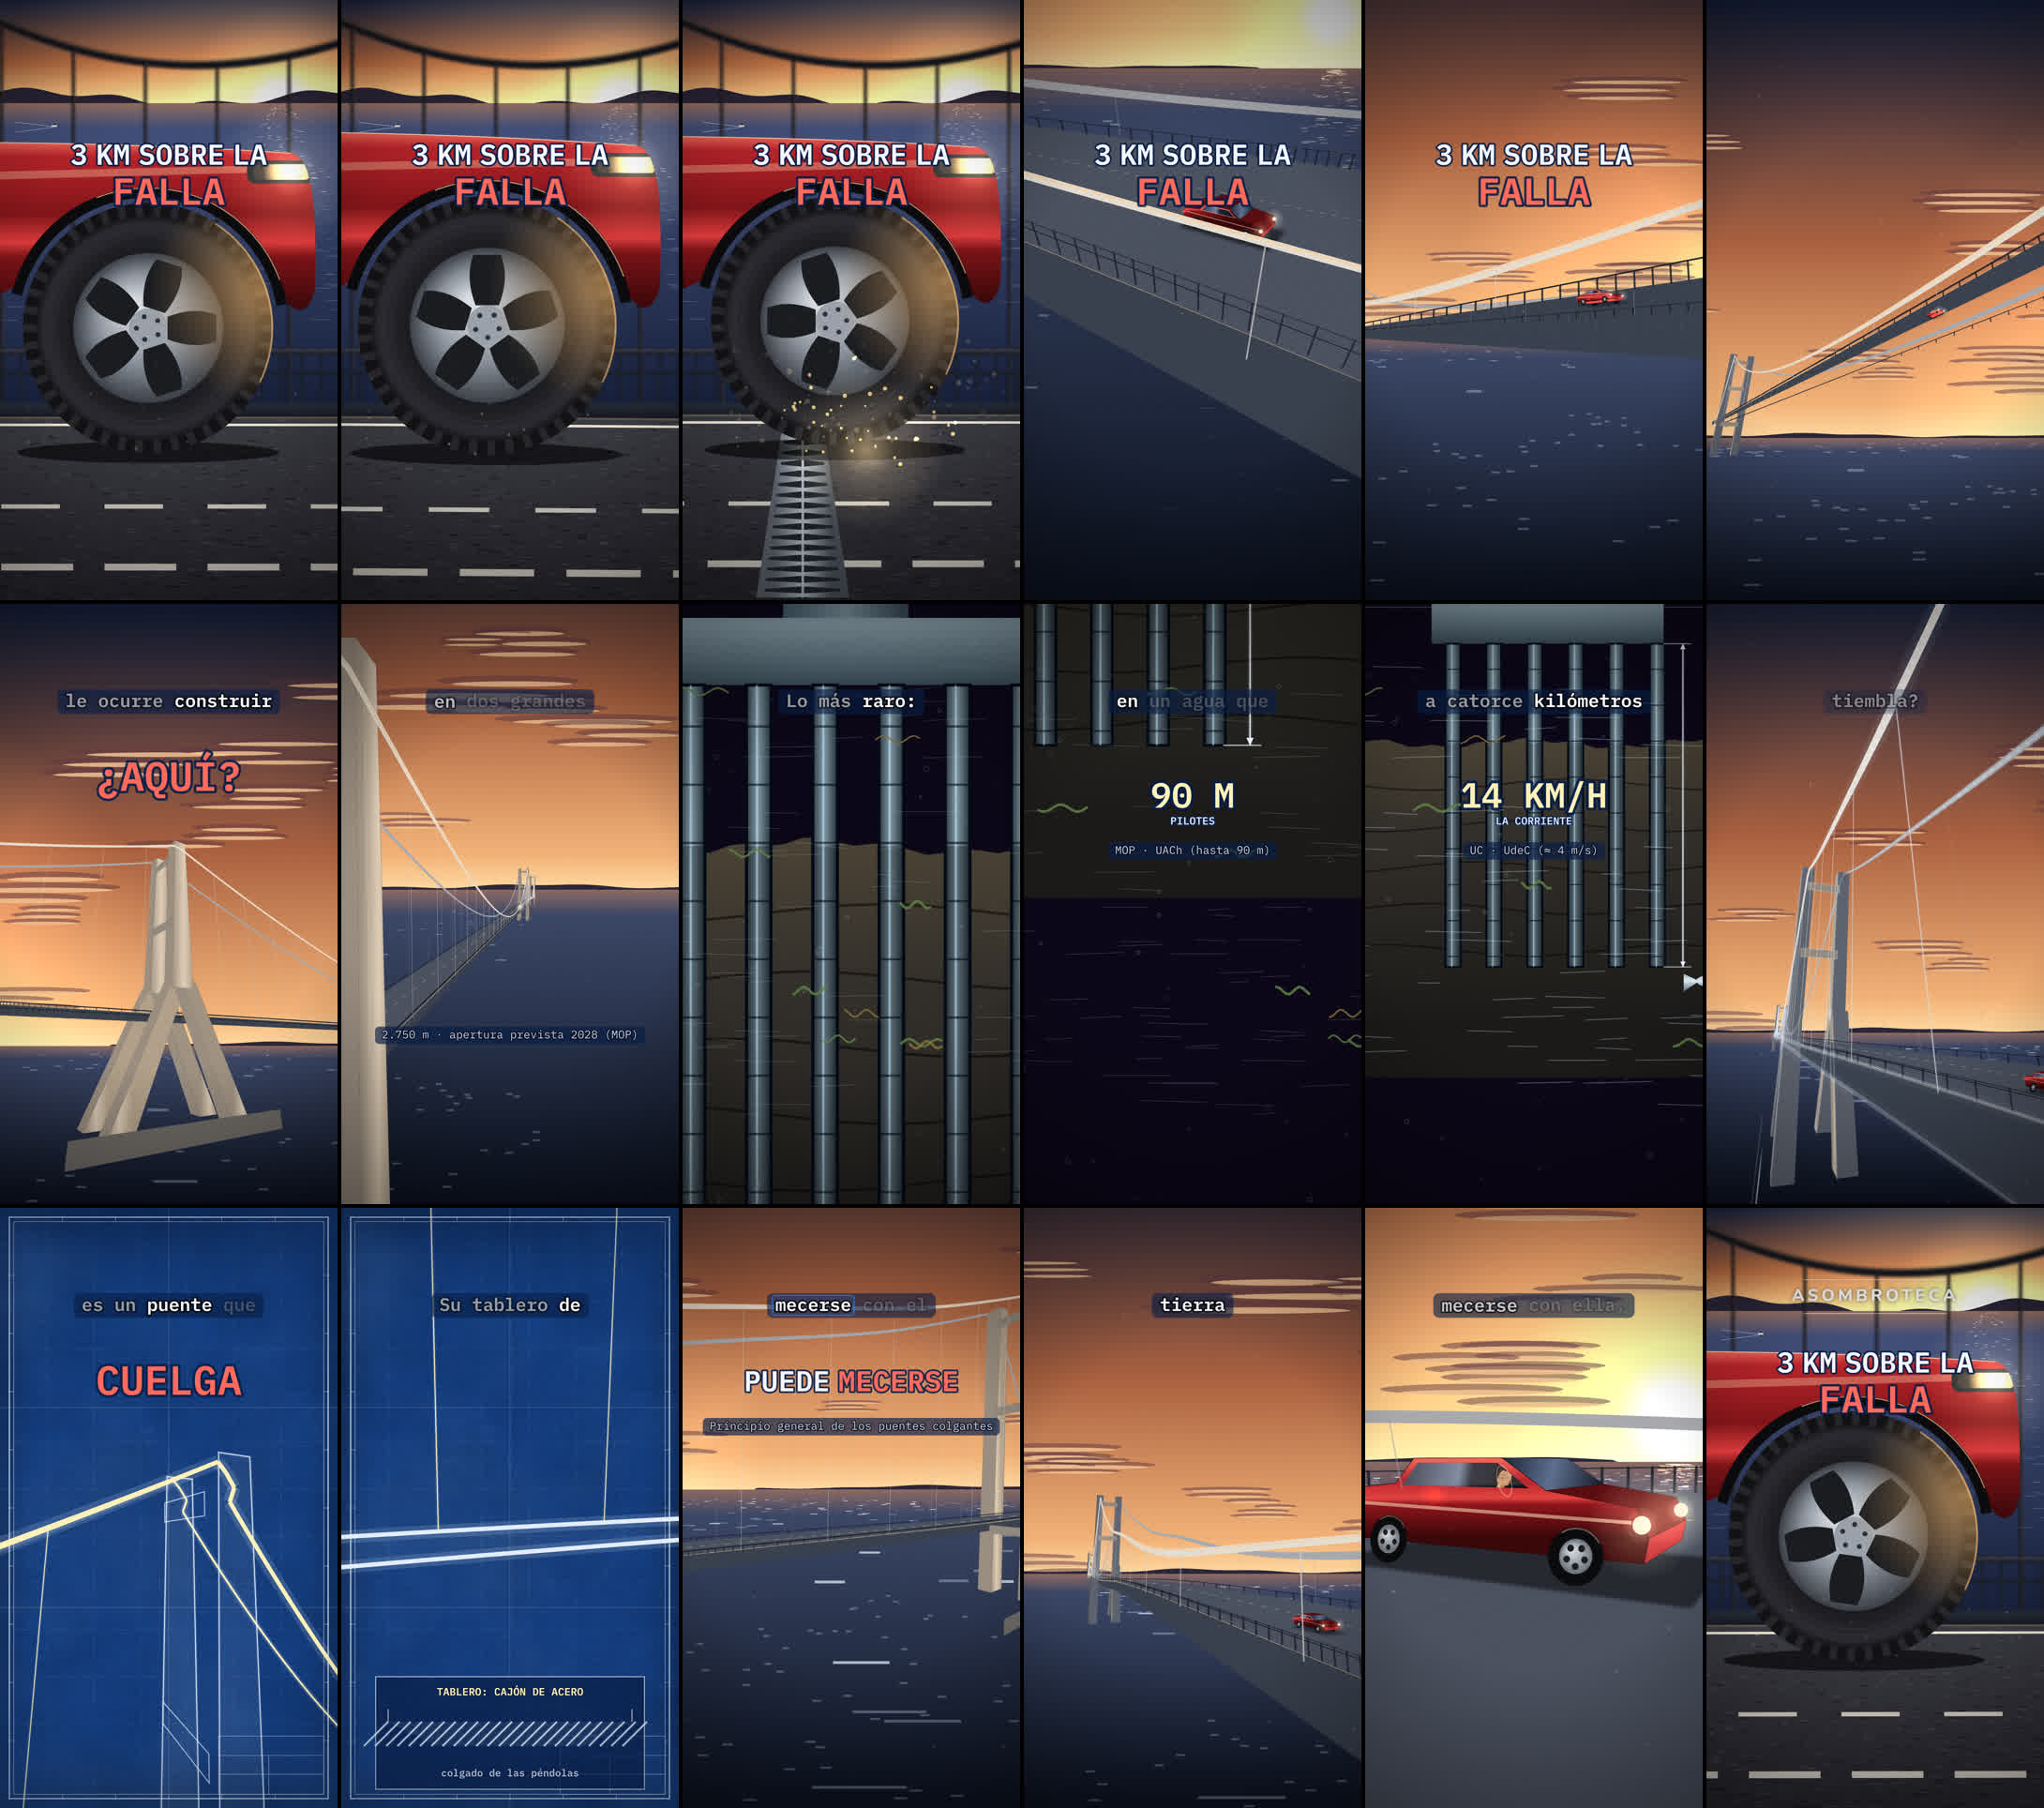 3 KM SOBRE LA
FALLA
3 KM SOBRE LA
FALLA
3 KM SOBRE LA
FALLA
3 KM SOBRE LA
FALLA
3 KM SOBRE LA
FALLA
le ocurre construir
¿AQUÍ?
en dos grandes
2.750 m · apertura prevista 2028 (MOP)
Lo más raro:
en un agua que
90 M
PILOTES
MOP · UACh (hasta 90 m)
a catorce kilómetros
14 KM/H
LA CORRIENTE
UC · UdeC (≈ 4 m/s)
tiembla?
es un puente que
CUELGA
Su tablero de
TABLERO: CAJÓN DE ACERO
colgado de las péndolas
mecerse con el
PUEDE MECERSE
Principio general de los puentes colgantes
tierra
mecerse con ella.
ASOMBROTECA
3 KM SOBRE LA
FALLA